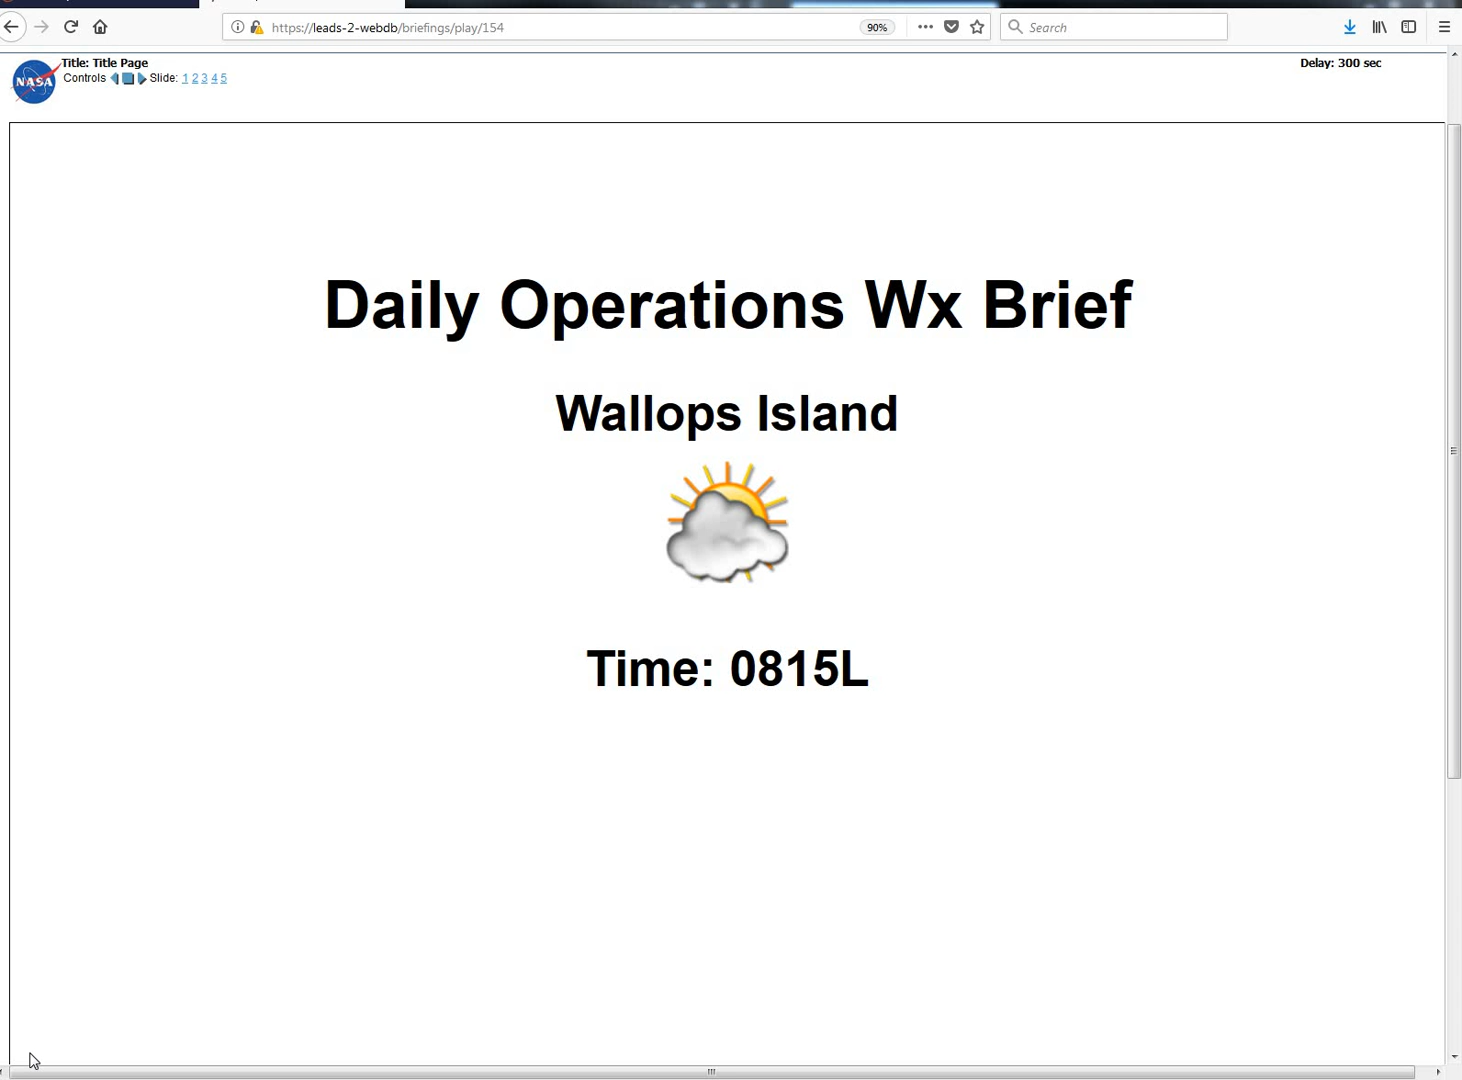 https://leads-2-webdb/briefings/play/154
90%
Search
NASA
Title: Title Page
Delay: 300 sec
Controls Slide: 1 2 3 4 5
Daily Operations Wx Brief
Wallops Island
Time: 0815L